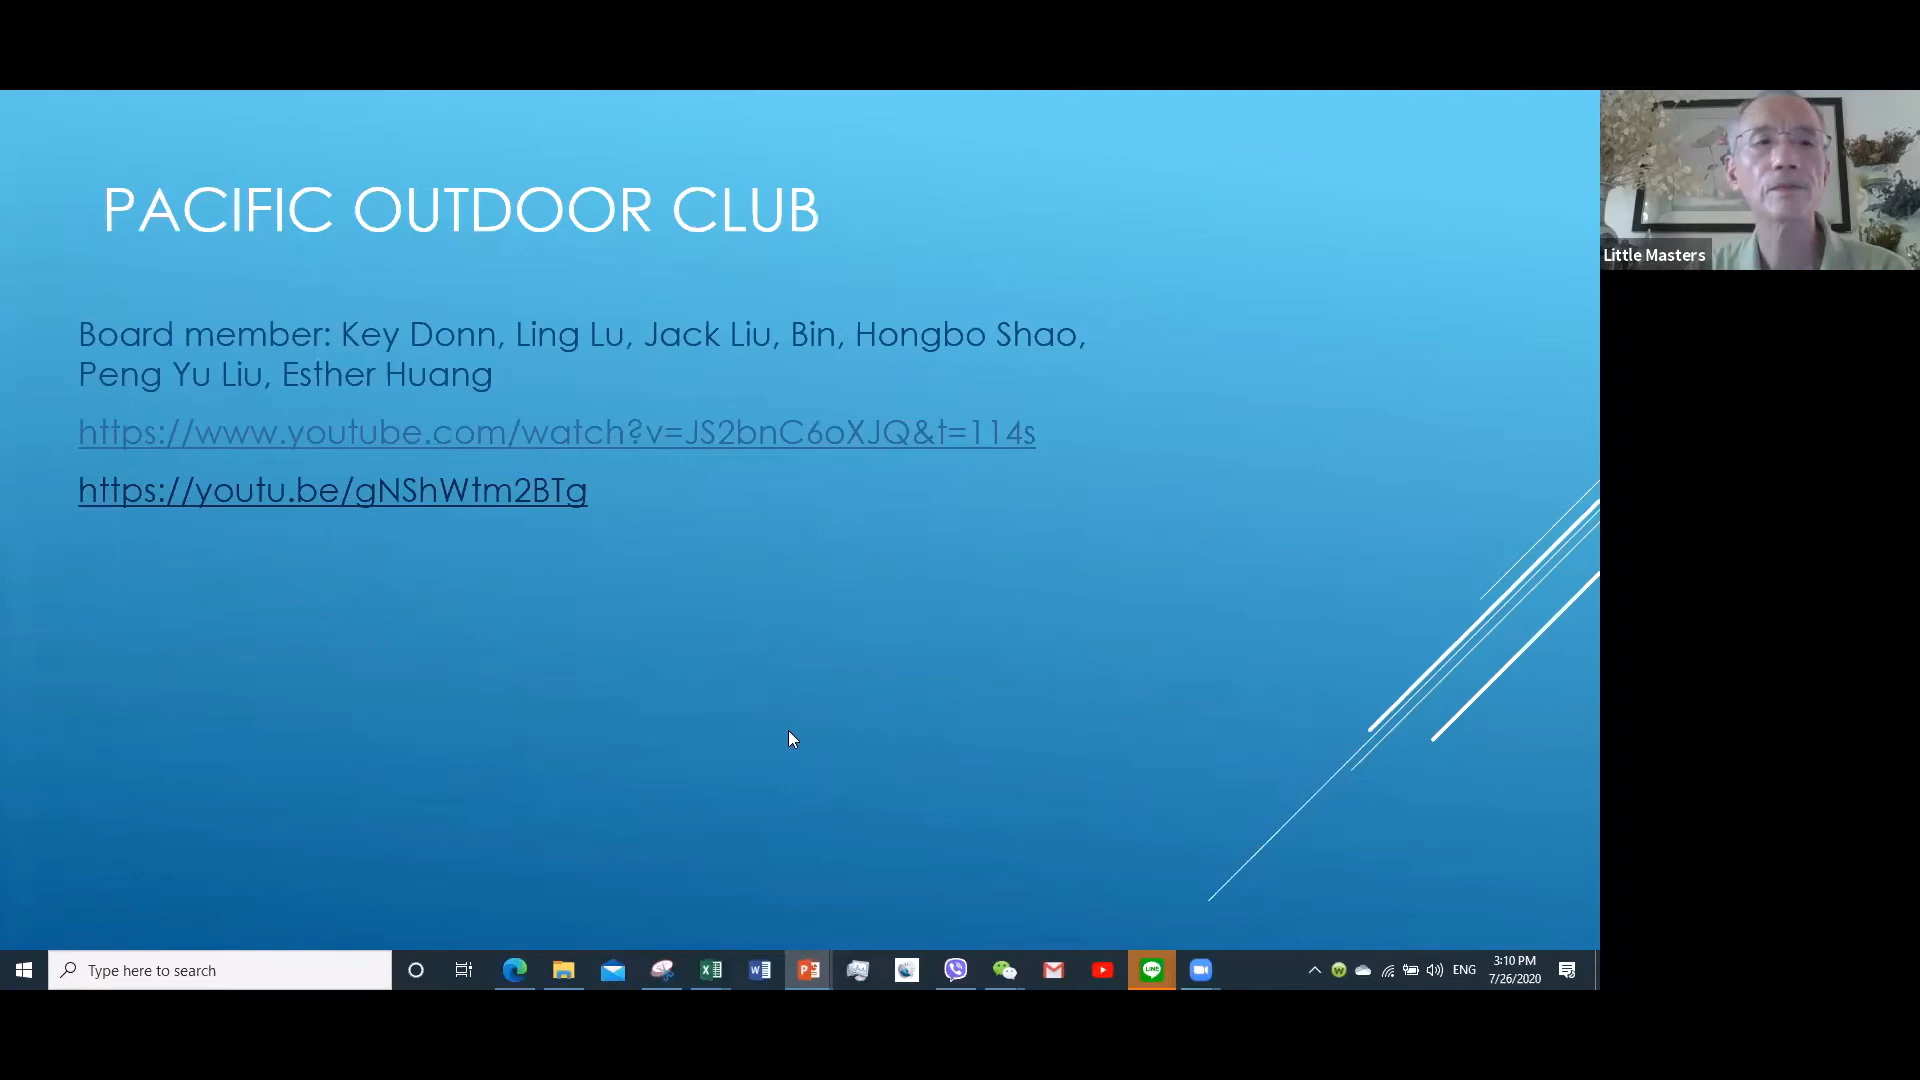 PACIFIC OUTDOOR CLUB
Board member: Key Donn, Ling Lu, Jack Liu, Bin, Hongbo Shao,
Peng Yu Liu, Esther Huang
https://www.youtube.com/watch?v=JS2bnC6oXJQ&t=114s
https://youtu.be/gNShWtm2BTg
Little Masters
Type here to search
ENG
3:10 PM
7/26/2020